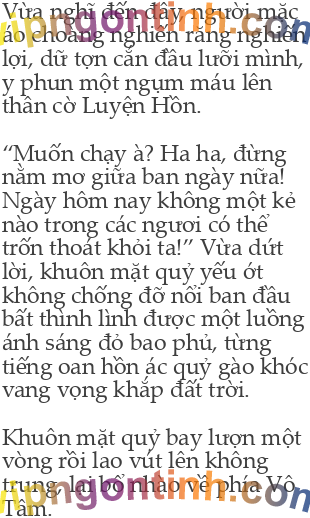 Vừa nghĩ đến đây, người mặc
áo choàng nghiến răng nghiến
lợi, dữ tợn cắn đầu lưỡi mình,
y phun một ngụm máu lên
thân cờ Luyện Hồn.

“Muốn chạy à? Ha ha, đừng
nằm mơ giữa ban ngày nữa!
Ngày hôm nay không một kẻ
nào trong các ngươi có thể
trốn thoát khỏi ta!” Vừa dứt
lời, khuôn mặt quỷ yếu ớt
không chống đỡ nổi ban đầu
bất thình lình được một luồng
ánh sáng đỏ bao phủ, từng
tiếng oan hồn ác quỷ gào khóc
vang vọng khắp đất trời.

Khuôn mặt quỷ bay lượn một
vòng rồi lao vút lên không
trung, lại bổ nhào về phía Vô
Tâm.